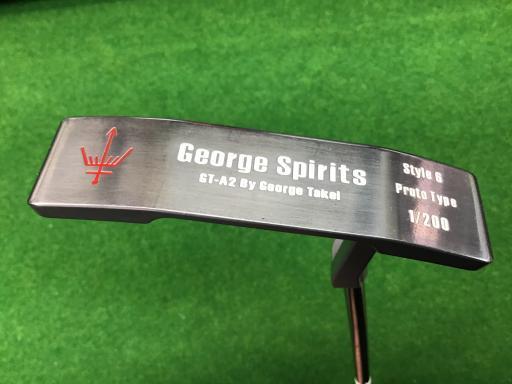 George Spirits
GT-A2 By George Takei
Style 6
Proto Type
1/200